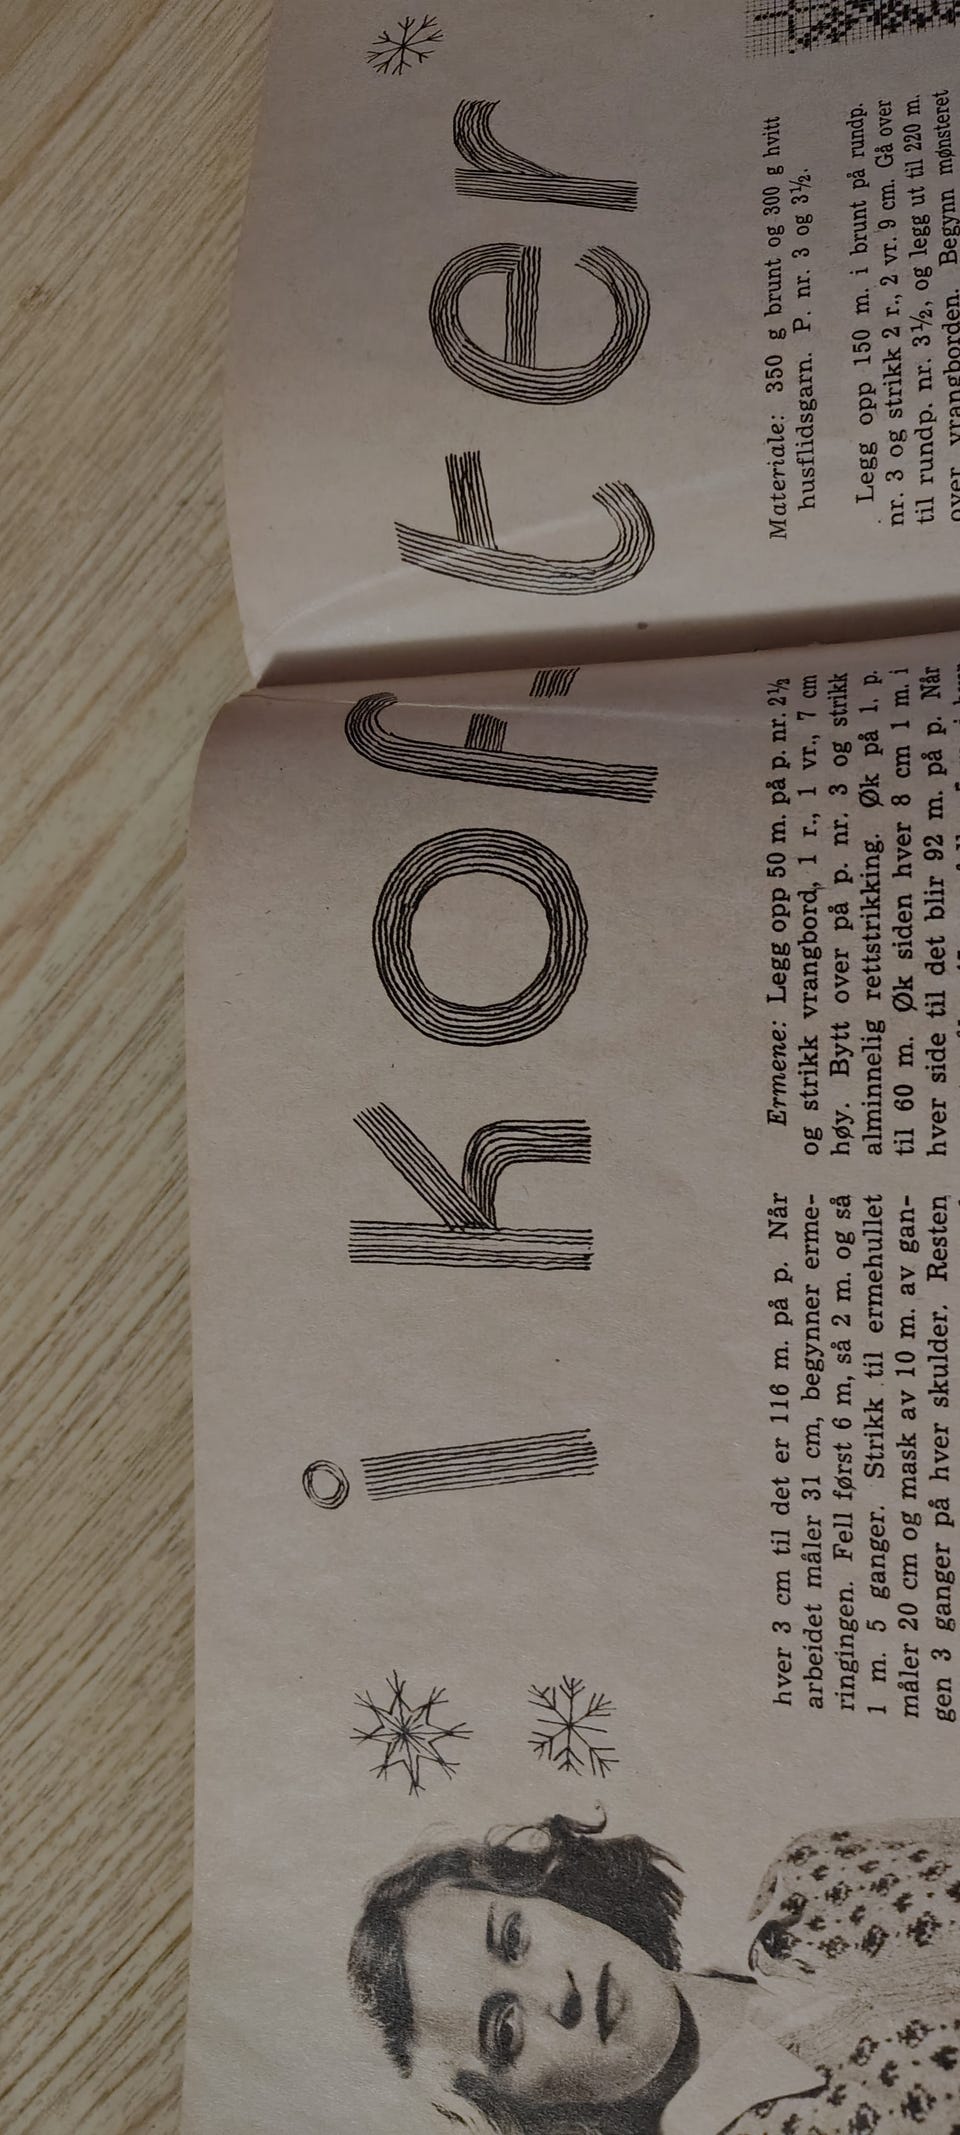 i kofter
hver 3 cm til det er 116 m. på p. Når
arbeidet måler 31 cm, begynner erme-
ringingen. Fell først 6 m, så 2 m. og så
1 m. 5 ganger. Strikk til ermehullet
måler 20 cm og mask av 10 m. av gan-
gen 3 ganger på hver skulder. Resten
Ermene: Legg opp 50 m. på p. nr. 2½
og strikk vrangbord, 1 r., 1 vr., 7 cm
høy. Bytt over på p. nr. 3 og strikk
alminnelig rettstrikking. Øk på 1. p.
til 60 m. Øk siden hver 8 cm 1 m. i
hver side til det blir 92 m. på p. Når
Materiale: 350 g brunt og 300 g hvitt
husflidsgarn. P. nr. 3 og 3½.
Legg opp 150 m. i brunt på rundp.
nr. 3 og strikk 2 r., 2 vr. 9 cm. Gå over
til rundp. nr. 3½, og legg ut til 220 m.
over vrangborden. Begynn mønsteret